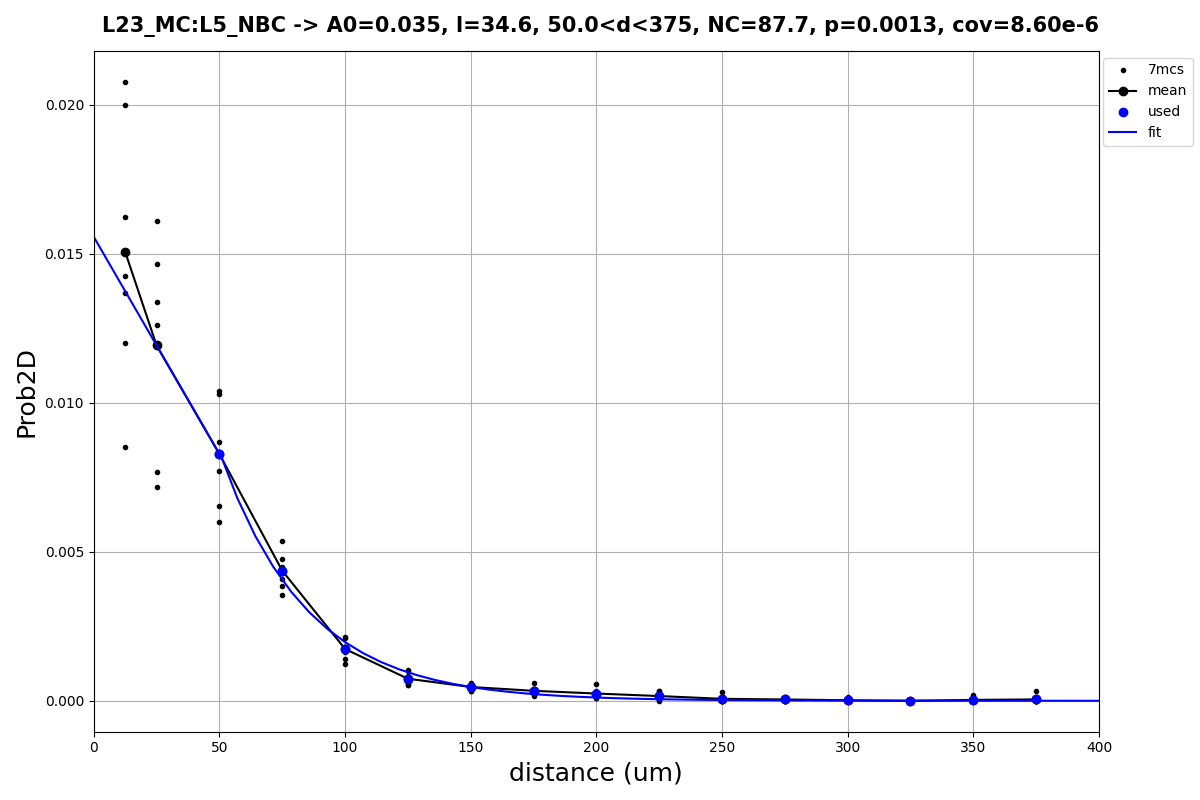 L23_MC:L5_NBC -> A0=0.035, l=34.6, 50.0<d<375, NC=87.7, p=0.0013, cov=8.60e-6
7mcs
mean
used
fit
0.020
0.015
0.010
0.005
0.000
Prob2D
0 50 100 150 200 250 300 350 400
distance (um)